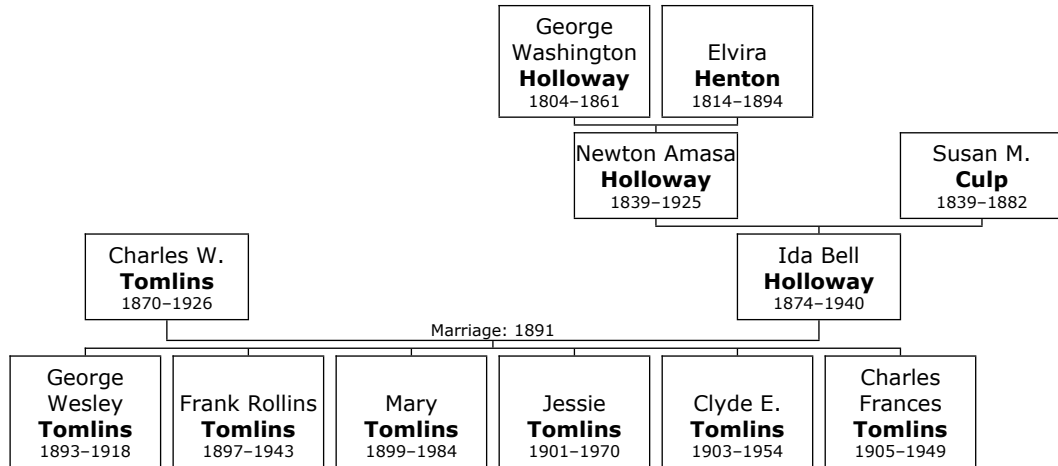 George
Washington
Holloway
1804–1861
Elvira
Henton
1814–1894
Newton Amasa
Holloway
1839–1925
Susan M.
Culp
1839–1882
Charles W.
Tomlins
1870–1926
Ida Bell
Holloway
1874–1940
Marriage: 1891
George
Wesley
Tomlins
1893–1918
Frank Rollins
Tomlins
1897–1943
Mary
Tomlins
1899–1984
Jessie
Tomlins
1901–1970
Clyde E.
Tomlins
1903–1954
Charles
Frances
Tomlins
1905–1949